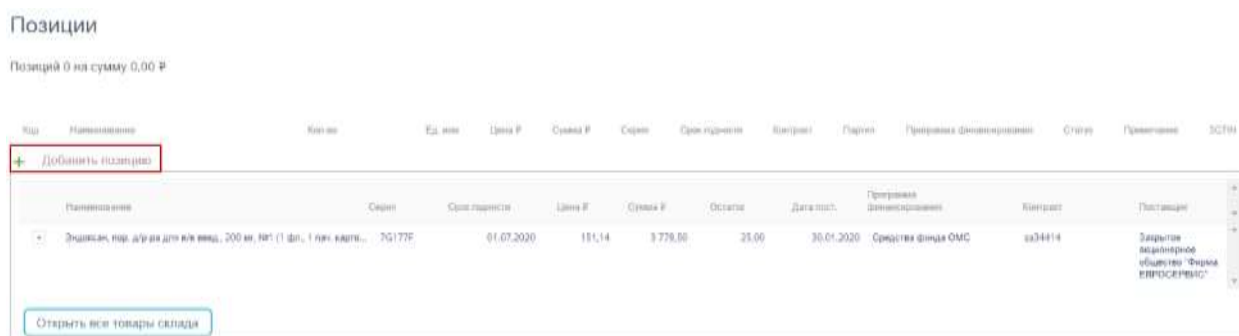 Позиции
Позиций 0 на сумму 0,00 ₽
Код Наименование Кол-во Ед. изм Цена ₽ Сумма ₽ Серия Срок годности Контракт Партия Программа финансирования Статус Примечание SGTIN
+ Добавить позицию
Наименование Серия Срок годности Цена ₽ Сумма ₽ Остаток Дата пост. Программа финансирования Контракт Поставщик
Эндоксан, пор. д/р-ра для в/в введ., 200 мг, №1 (1 фл., 1 пач. карто... 7G177F 01.07.2020 151,14 3 778,50 25,00 30.01.2020 Средства фонда ОМС Закрытое
акционерное
общество "Фирма
ЕВРОСЕРВИС"
Открыть все товары склада